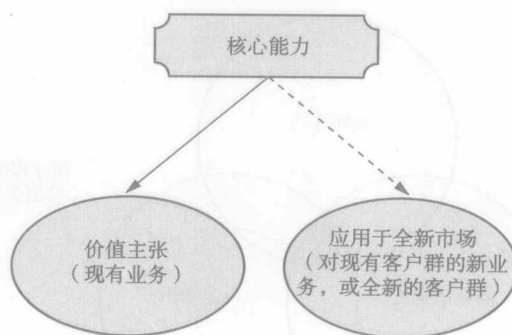 核心能力
价值主张
（现有业务）
应用于全新市场
（对现有客户群的新业
务，或全新的客户群）